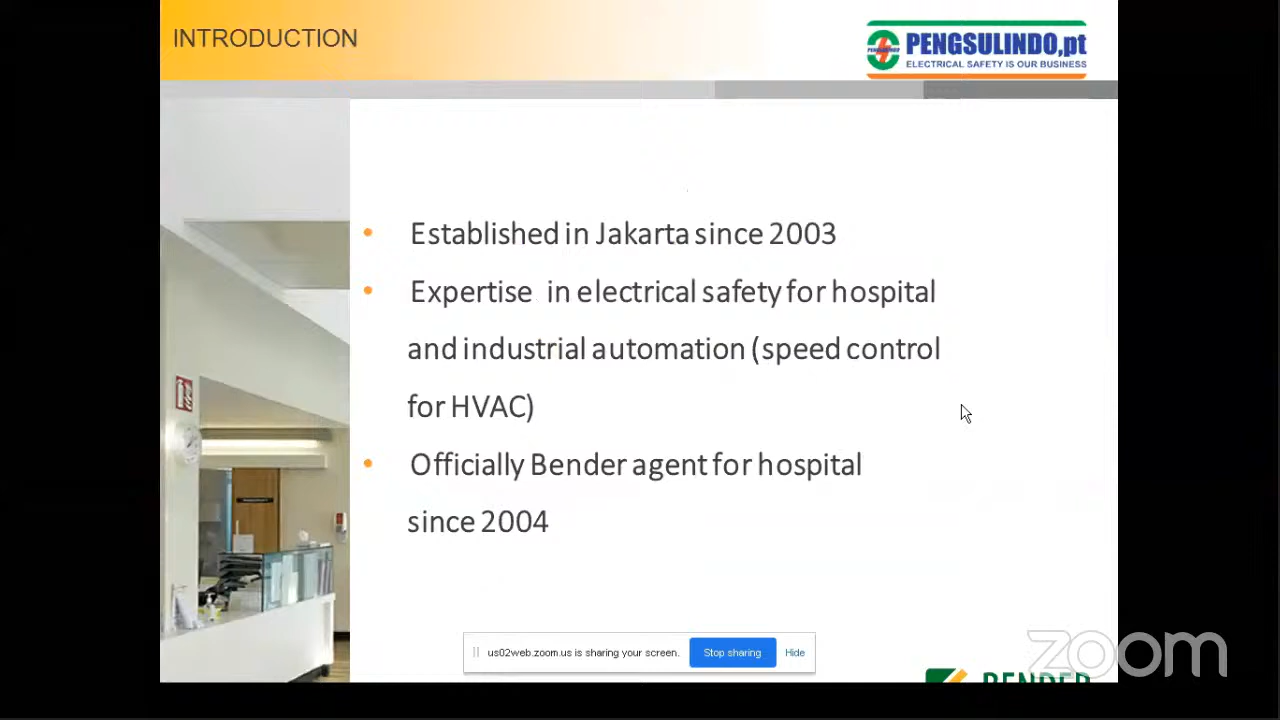 INTRODUCTION
PENGSULINDO,pt
ELECTRICAL SAFETY IS OUR BUSINESS
• Established in Jakarta since 2003
• Expertise in electrical safety for hospital
and industrial automation (speed control
for HVAC)
• Officially Bender agent for hospital
since 2004
us02web.zoom.us is sharing your screen.
Stop sharing
Hide
zoom
BENDER